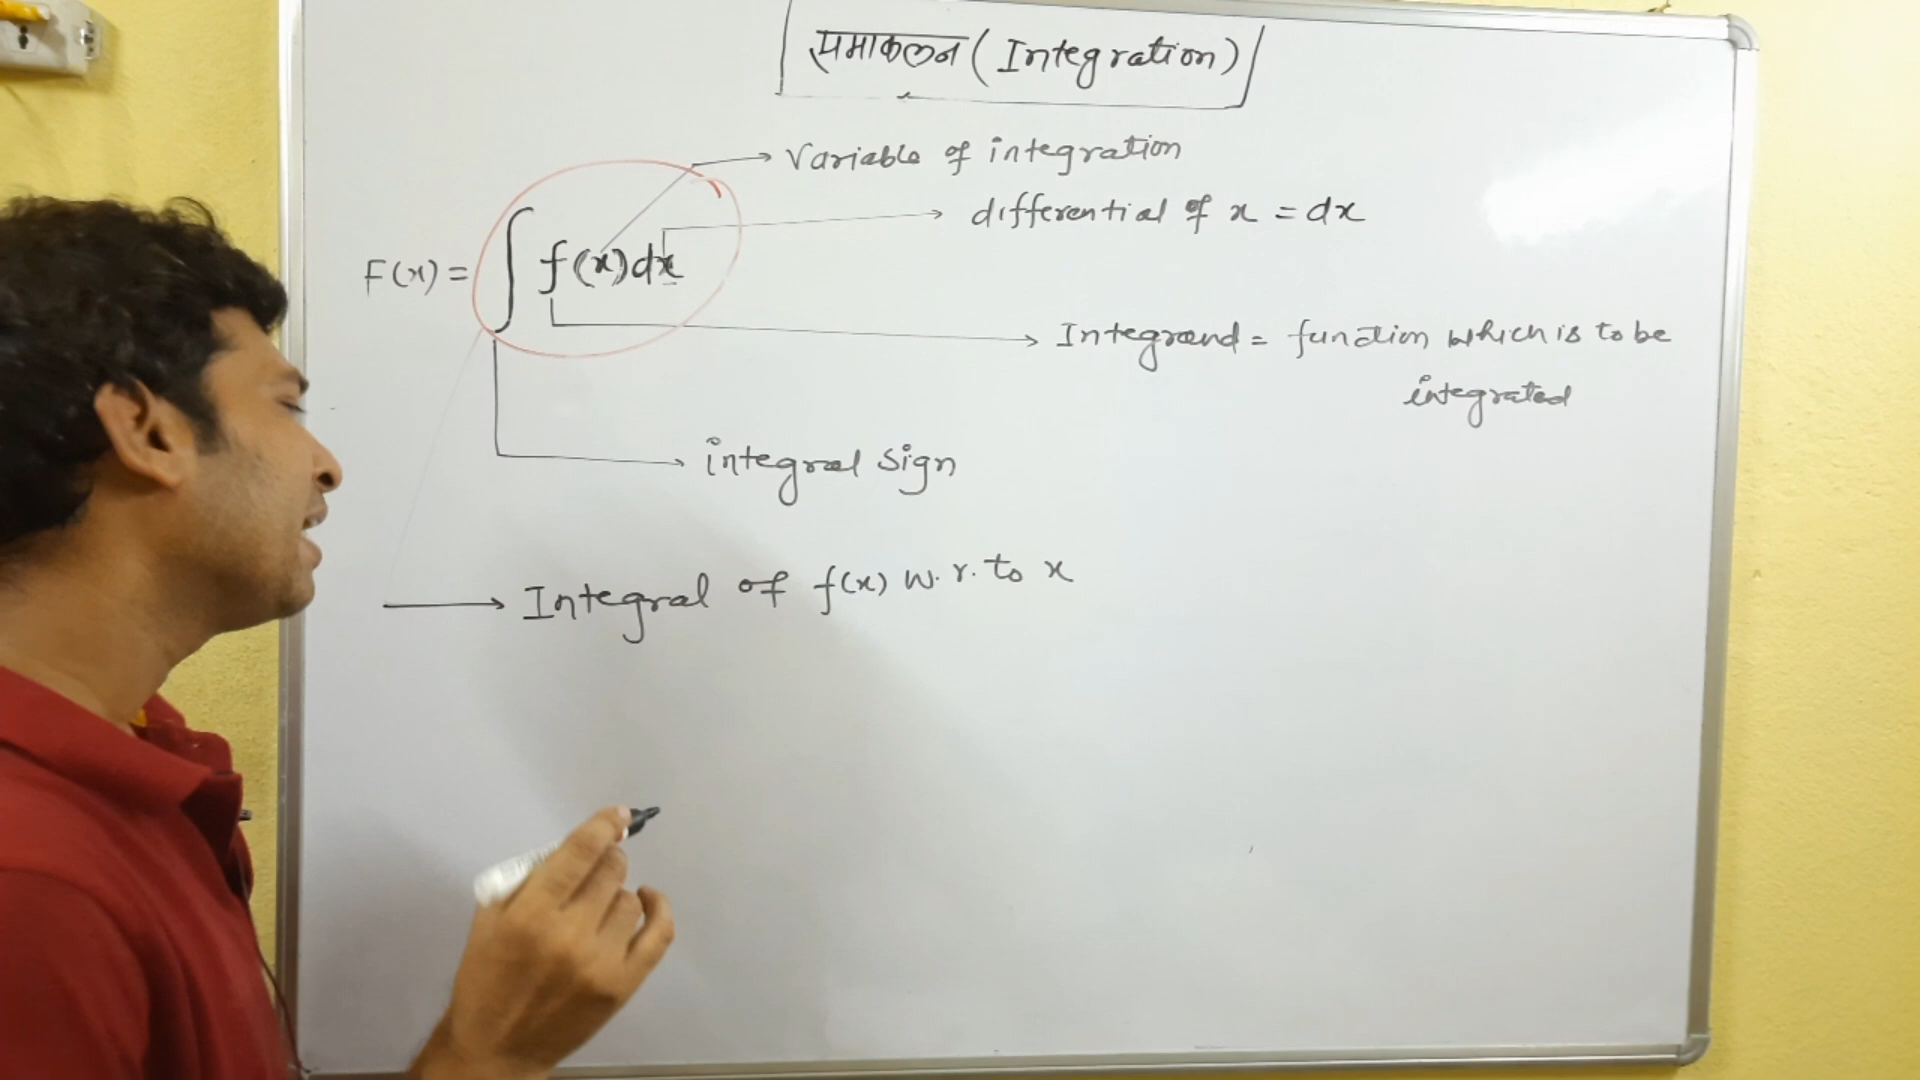 समाकलन (Integration)
Variable of integration
differential of x = dx
F(x) = ∫ f(x)dx
Integrand = function which is to be
integrated
integral sign
Integral of f(x) w.r. to x